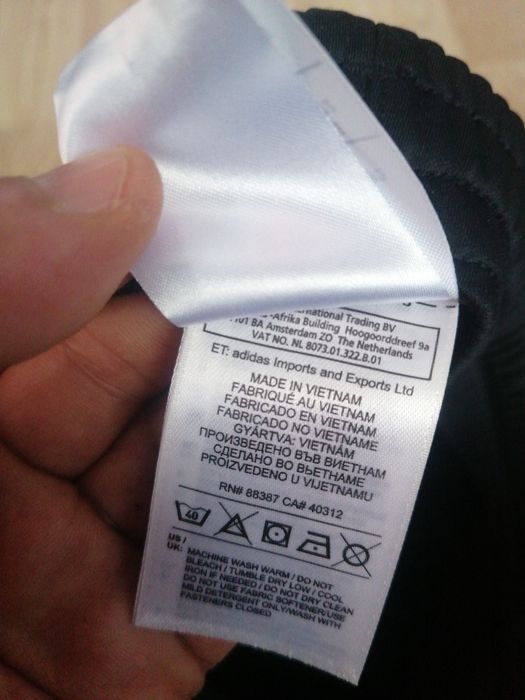 national Trading BV
-Afrika Building Hoogoorddreef 9a
1101 BA Amsterdam ZO The Netherlands
VAT NO. NL 8073.01.322.B.01
ET: adidas Imports and Exports Ltd
MADE IN VIETNAM
FABRIQUÉ AU VIETNAM
FABRICADO EN VIETNAM
FABRICADO NO VIETNAME
GYÁRTVA: VIETNÁM
ПРОИЗВЕДЕНО ВЪВ ВИЕТНАМ
СДЕЛАНО ВО ВЬЕТНАМЕ
PROIZVEDENO U VIJETNAMU
RN# 88387 CA# 40312
40
US /
UK:
MACHINE WASH WARM / DO NOT
BLEACH / TUMBLE DRY LOW / COOL
IRON IF NEEDED / DO NOT DRY CLEAN
DO NOT USE FABRIC SOFTENER/USE
MILD DETERGENT ONLY/WASH WITH
FASTENERS CLOSED